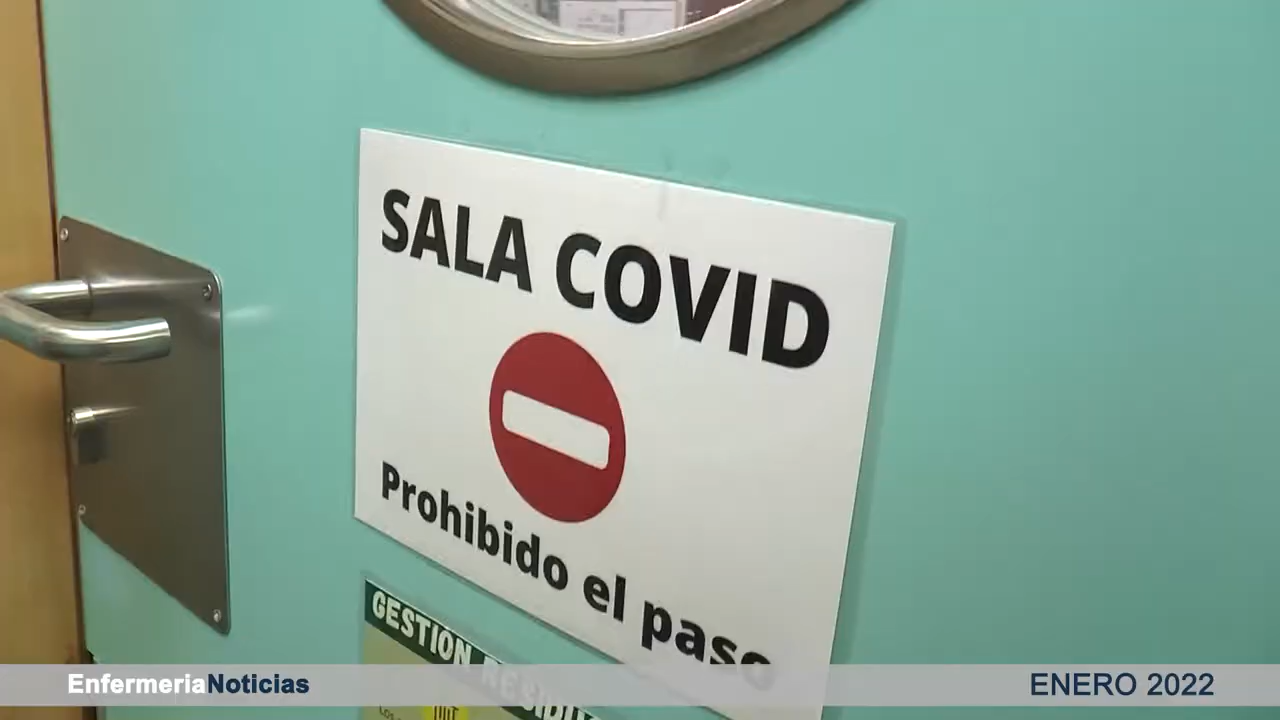 SALA COVID
Prohibido el paso
GESTION
EnfermeriaNoticias
ENERO 2022